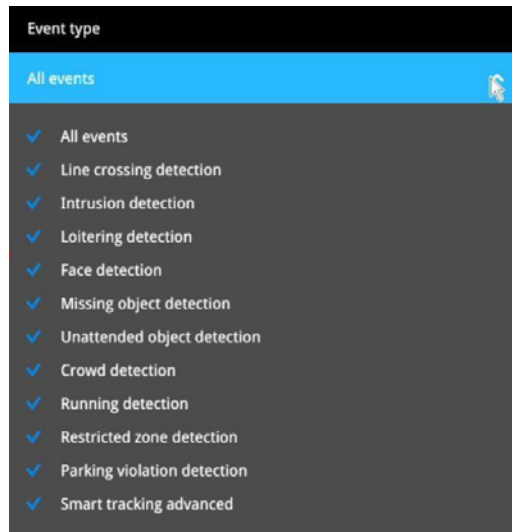 Event type
All events
All events
Line crossing detection
Intrusion detection
Loitering detection
Face detection
Missing object detection
Unattended object detection
Crowd detection
Running detection
Restricted zone detection
Parking violation detection
Smart tracking advanced